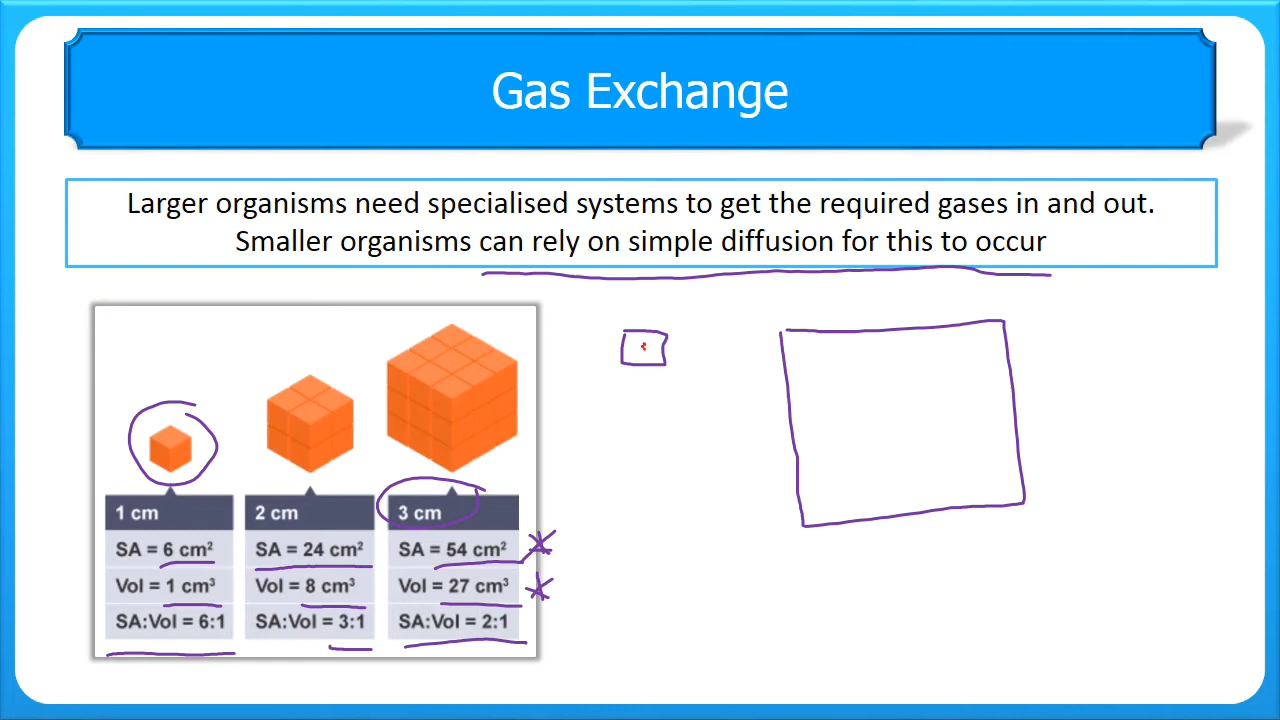 Gas Exchange
Larger organisms need specialised systems to get the required gases in and out.
Smaller organisms can rely on simple diffusion for this to occur
1 cm
SA = 6 cm²
Vol = 1 cm³
SA:Vol = 6:1
2 cm
SA = 24 cm²
Vol = 8 cm³
SA:Vol = 3:1
3 cm
SA = 54 cm²
Vol = 27 cm³
SA:Vol = 2:1